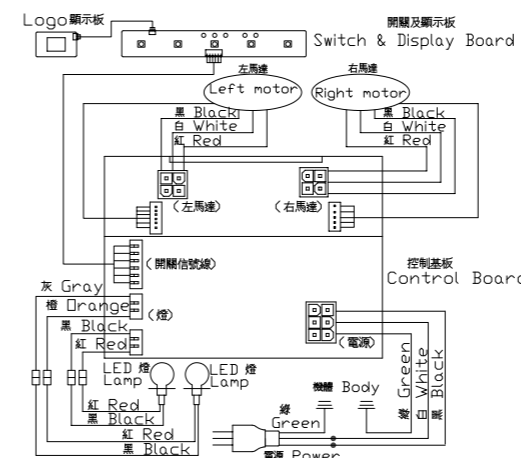 Logo顯示板
開關及顯示板
Switch & Display Board
左馬達
Left motor
右馬達
Right motor
黑 Black
白 White
紅 Red
黑 Black
白 White
紅 Red
(左馬達)
(右馬達)
(開關信號線)
控制基板
Control Board
灰 Gray
橙 Orange
(燈)
黑 Black
紅 Red
(電源)
LED 燈
Lamp
LED 燈
Lamp
紅 Red
黑 Black
紅 Red
黑 Black
機體 Body
綠
Green
綠 Green
白 White
黑 Black
電源 Power